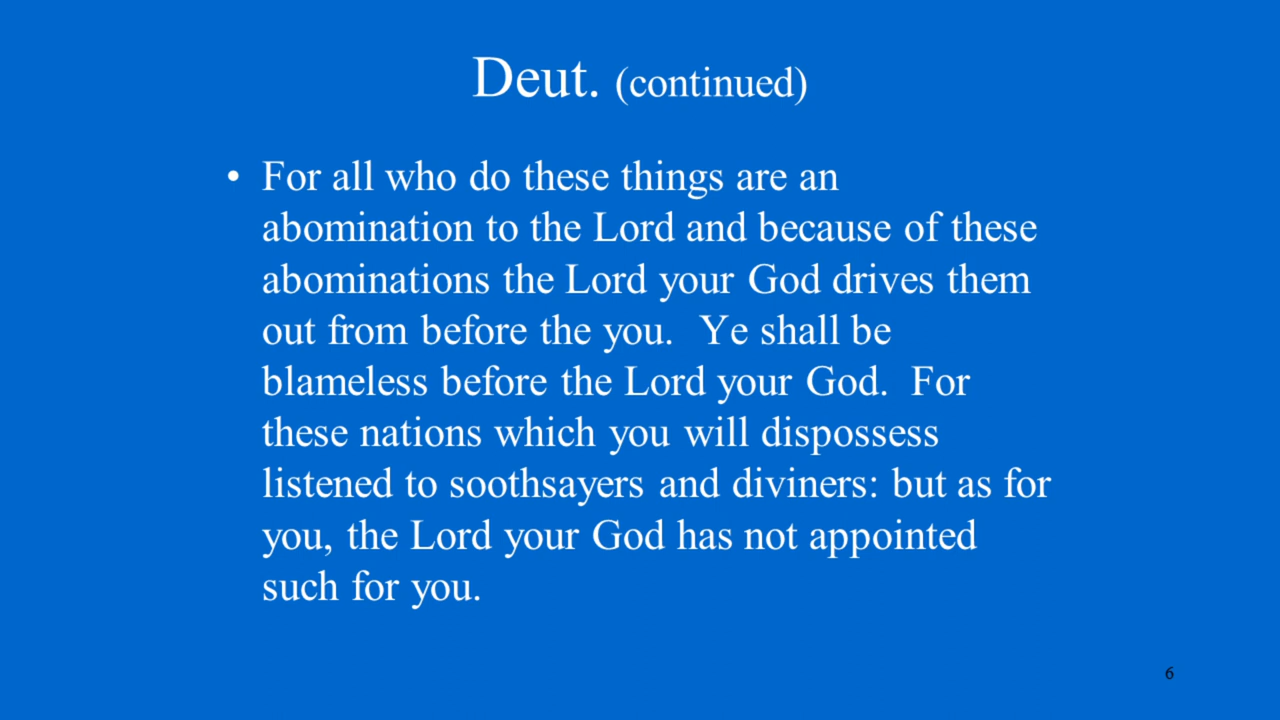 Deut. (continued)
• For all who do these things are an
abomination to the Lord and because of these
abominations the Lord your God drives them
out from before the you.  Ye shall be
blameless before the Lord your God.  For
these nations which you will dispossess
listened to soothsayers and diviners: but as for
you, the Lord your God has not appointed
such for you.
6